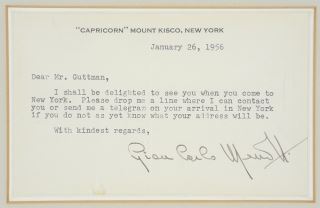 "CAPRICORN" MOUNT KISCO, NEW YORK
January 26, 1956
Dear Mr. Guttman,
I shall be delighted to see you when you come to
New York. Please drop me a line where I can contact
you or send me a telegram on your arrival in New York
if you do not as yet know what your address will be.
With kindest regards,
Gian Carlo Menotti